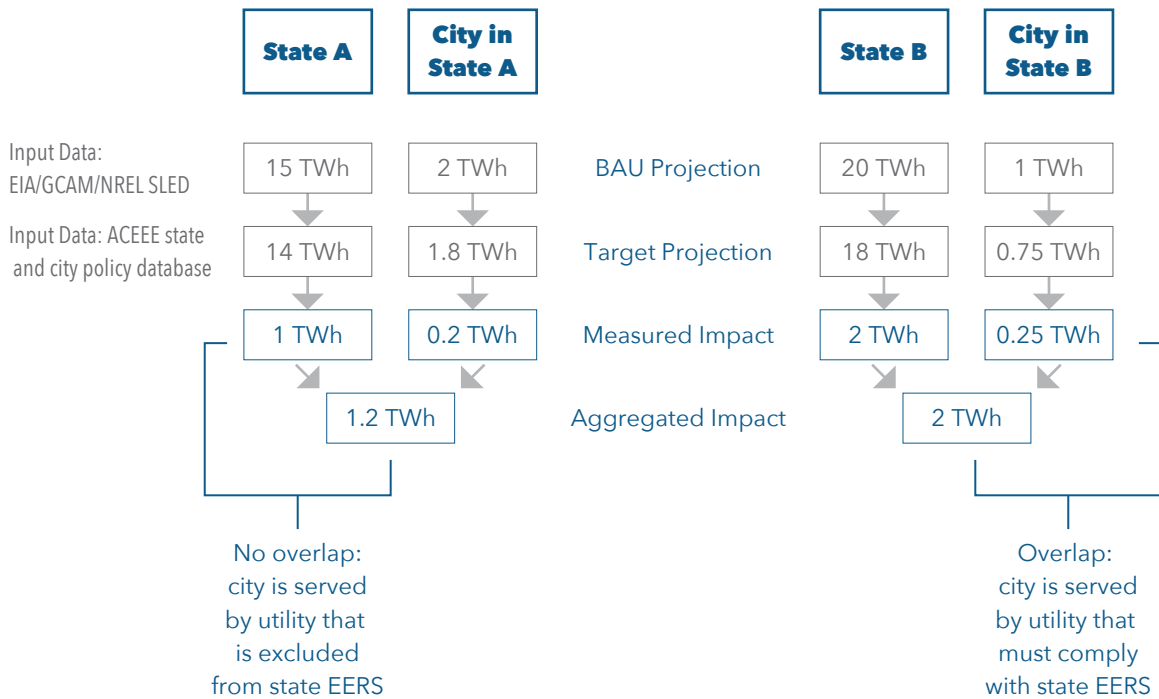 State A
City in
State A
State B
City in
State B
Input Data:
EIA/GCAM/NREL SLED
15 TWh
2 TWh
BAU Projection
20 TWh
1 TWh
Input Data: ACEEE state
and city policy database
14 TWh
1.8 TWh
Target Projection
18 TWh
0.75 TWh
1 TWh
0.2 TWh
Measured Impact
2 TWh
0.25 TWh
1.2 TWh
Aggregated Impact
2 TWh
No overlap:
city is served
by utility that
is excluded
from state EERS
Overlap:
city is served
by utility that
must comply
with state EERS